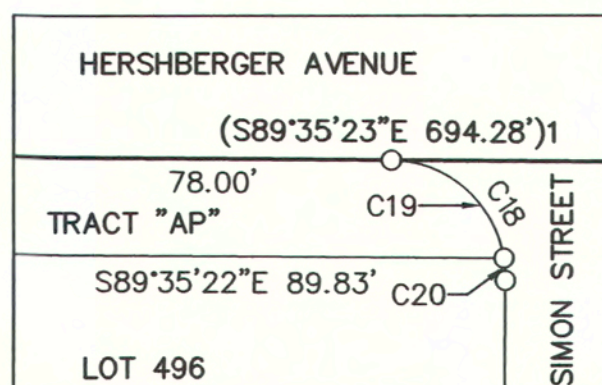 HERSHBERGER AVENUE
(S89°35'23"E 694.28')1
78.00'
C19
C18
TRACT "AP"
SIMON STREET
S89°35'22"E 89.83'
C20
LOT 496